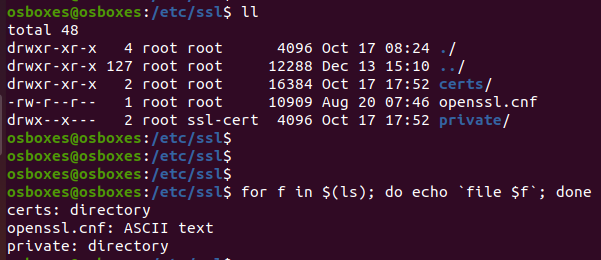 osboxes@osboxes:/etc/ssl$ ll
total 48
drwxr-xr-x   4 root root      4096 Oct 17 08:24 ./
drwxr-xr-x 127 root root     12288 Dec 13 15:10 ../
drwxr-xr-x   2 root root     16384 Oct 17 17:52 certs/
-rw-r--r--   1 root root     10909 Aug 20 07:46 openssl.cnf
drwx--x---   2 root ssl-cert  4096 Oct 17 17:52 private/
osboxes@osboxes:/etc/ssl$
osboxes@osboxes:/etc/ssl$
osboxes@osboxes:/etc/ssl$ for f in $(ls); do echo `file $f`; done
certs: directory
openssl.cnf: ASCII text
private: directory